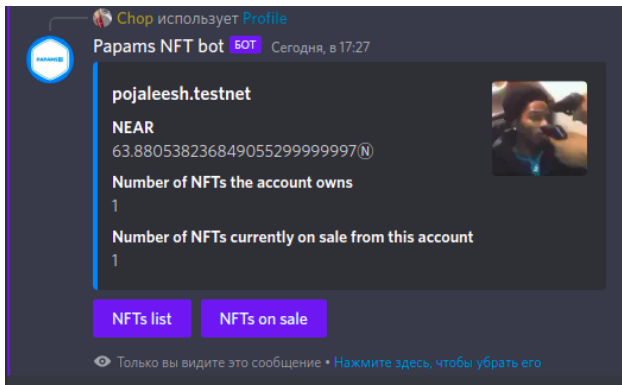 Chop использует Profile
PAPAMS
Papams NFT bot БОТ Сегодня, в 17:27
pojaleesh.testnet
NEAR
63.880538236849055299999997Ⓝ
Number of NFTs the account owns
1
Number of NFTs currently on sale from this account
1
NFTs list NFTs on sale
Только вы видите это сообщение • Нажмите здесь, чтобы убрать его